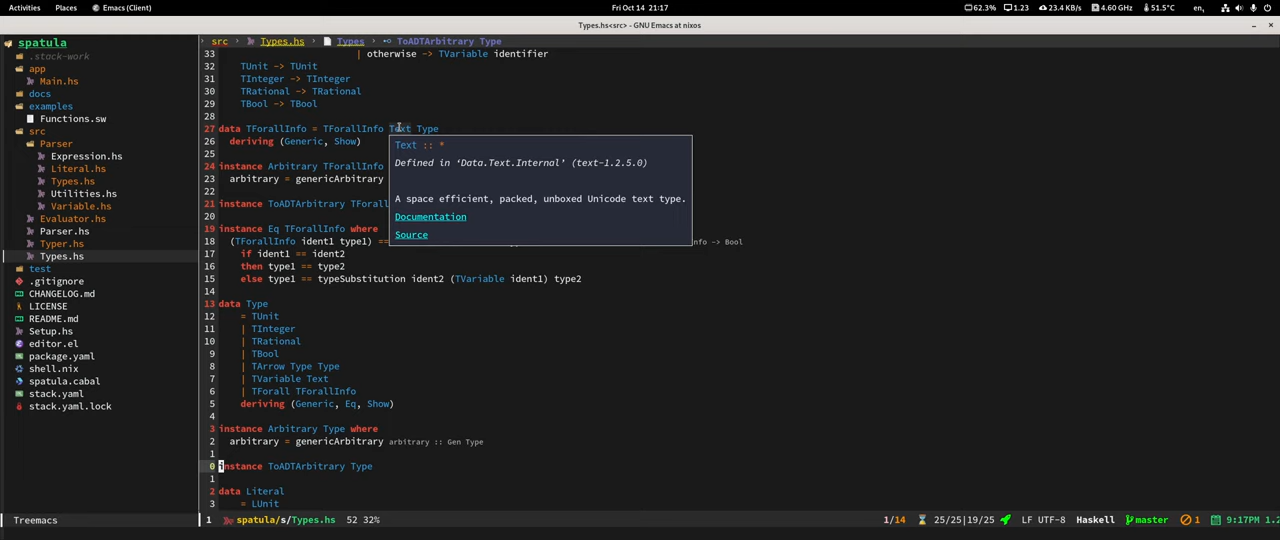 Activities Places Emacs (Client) Fri Oct 14 21:17 62.3% 1.23 23.4 KB/s 4.60 GHz 51.5°C en₁
Types.hs<src> - GNU Emacs at nixos
spatula
.stack-work
app
Main.hs
docs
examples
Functions.sw
src
Parser
Expression.hs
Literal.hs
Types.hs
Utilities.hs
Variable.hs
Evaluator.hs
Parser.hs
Typer.hs
Types.hs
test
.gitignore
CHANGELOG.md
LICENSE
README.md
Setup.hs
editor.el
package.yaml
shell.nix
spatula.cabal
stack.yaml
stack.yaml.lock
Treemacs
› src › Types.hs › Types › ToADTArbitrary Type
33 | otherwise -> TVariable identifier
32 TUnit -> TUnit
31 TInteger -> TInteger
30 TRational -> TRational
29 TBool -> TBool
28
27 data TForallInfo = TForallInfo Text Type
26 deriving (Generic, Show)
25
24 instance Arbitrary TForallInfo
23 arbitrary = genericArbitrary
22
21 instance ToADTArbitrary TForal
20
19 instance Eq TForallInfo where
18 (TForallInfo ident1 type1) == nfo -> Bool
17 if ident1 == ident2
16 then type1 == type2
15 else type1 == typeSubstitution ident2 (TVariable ident1) type2
14
13 data Type
12 = TUnit
11 | TInteger
10 | TRational
9 | TBool
8 | TArrow Type Type
7 | TVariable Text
6 | TForall TForallInfo
5 deriving (Generic, Eq, Show)
4
3 instance Arbitrary Type where
2 arbitrary = genericArbitrary arbitrary :: Gen Type
1
0 instance ToADTArbitrary Type
1
2 data Literal
3 = LUnit
Text :: *
Defined in ‘Data.Text.Internal’ (text-1.2.5.0)
A space efficient, packed, unboxed Unicode text type.
Documentation
Source
1 spatula/s/Types.hs 52 32% 1/14 25/25|19/25 LF UTF-8 Haskell master 1 9:17PM 1.2